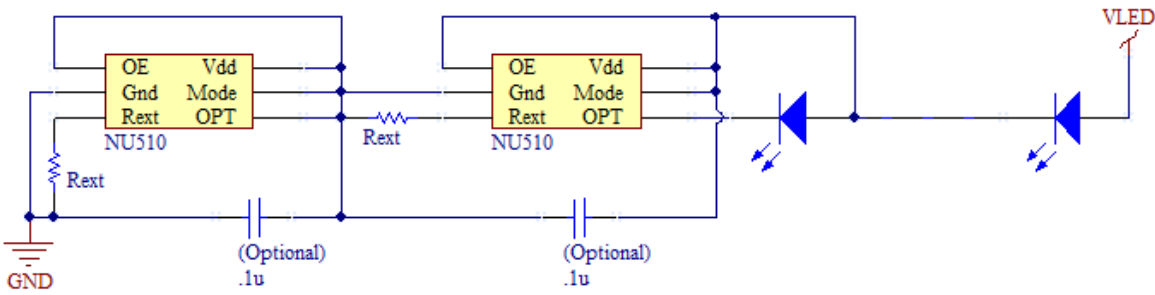 VLED
OE Vdd
Gnd Mode
Rext OPT
NU510
Rext
OE Vdd
Gnd Mode
Rext OPT
NU510
Rext
(Optional)
.1u
(Optional)
.1u
GND